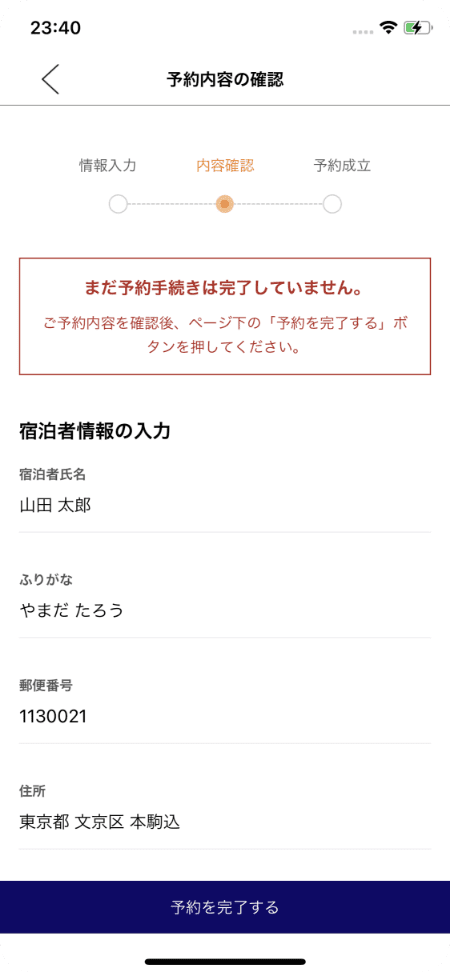 23:40
予約内容の確認
情報入力 内容確認 予約成立
まだ予約手続きは完了していません。
ご予約内容を確認後、ページ下の「予約を完了する」ボ
タンを押してください。
宿泊者情報の入力
宿泊者氏名
山田 太郎
ふりがな
やまだ たろう
郵便番号
1130021
住所
東京都 文京区 本駒込
予約を完了する